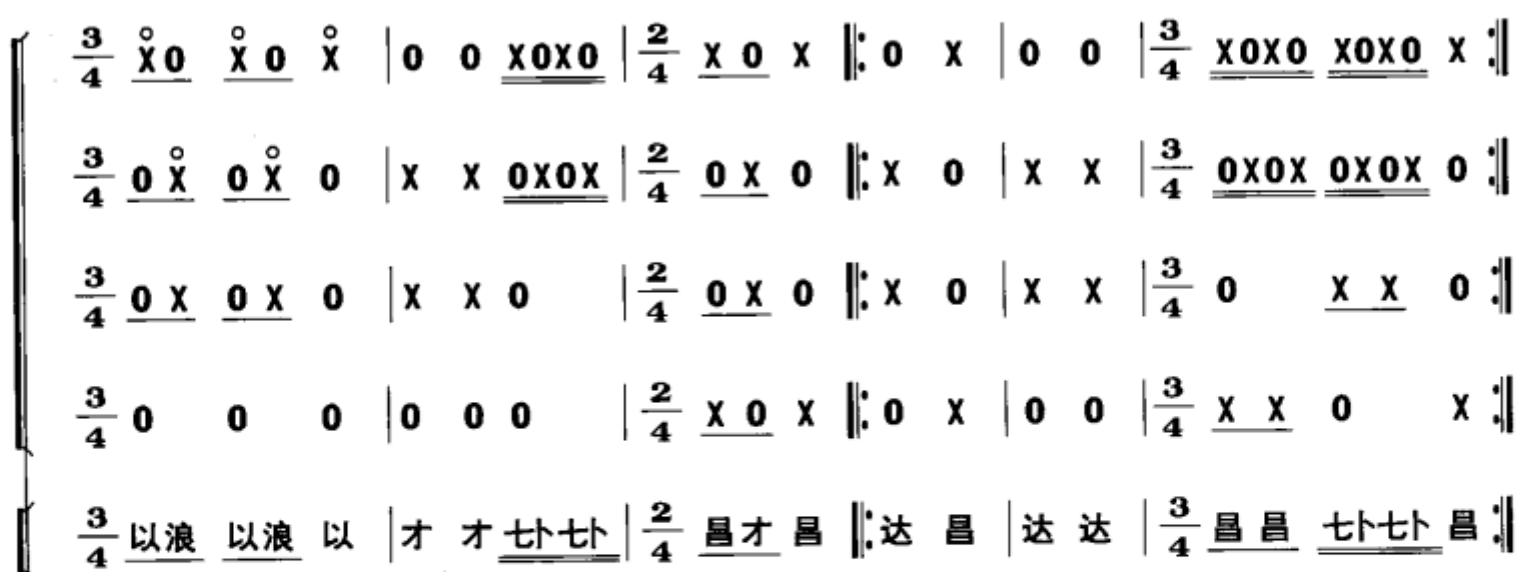 3/4 X0 X0 X | 0 0 X0X0 | 2/4 X0 X ‖: 0 X | 0 0 | 3/4 X0X0 X0X0 X :‖
3/4 0X 0X 0 | X X 0X0X | 2/4 0X 0 ‖: X 0 | X X | 3/4 0X0X 0X0X 0 :‖
3/4 0X 0X 0 | X X 0 | 2/4 0X 0 ‖: X 0 | X X | 3/4 0 XX 0 :‖
3/4 0 0 0 | 0 0 0 | 2/4 X0 X ‖: 0 X | 0 0 | 3/4 XX 0 X :‖
3/4 以浪 以浪 以 | 才 才 七卜七卜 | 2/4 昌才 昌 ‖: 达 昌 | 达 达 | 3/4 昌昌 七卜七卜 昌 :‖